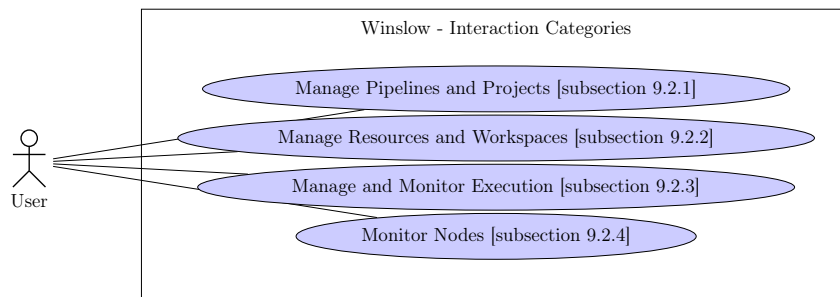 Winslow - Interaction Categories
Manage Pipelines and Projects [subsection 9.2.1]
Manage Resources and Workspaces [subsection 9.2.2]
Manage and Monitor Execution [subsection 9.2.3]
User
Monitor Nodes [subsection 9.2.4]